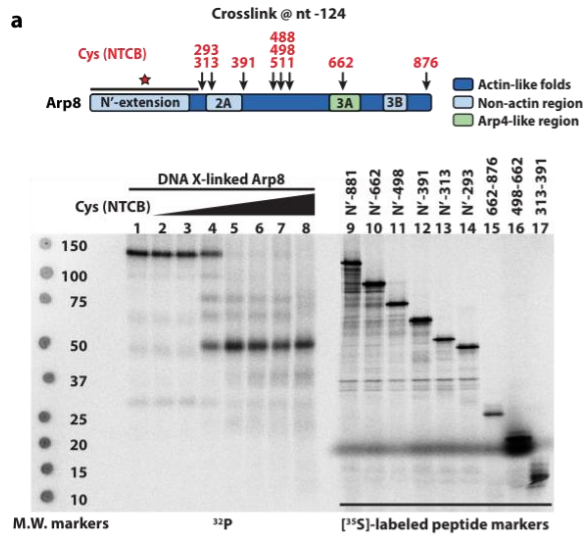 a
Crosslink @ nt -124
Cys (NTCB)
293
313
391
488
498
511
662
876
Arp8
N'-extension
2A
3A
3B
Actin-like folds
Non-actin region
Arp4-like region
DNA X-linked Arp8
Cys (NTCB)
1 2 3 4 5 6 7 8
N'-881
N'-662
N'-498
N'-391
N'-313
N'-293
662-876
498-662
313-391
9 10 11 12 13 14 15 16 17
150
100
75
50
37
25
20
15
10
M.W. markers
³²P
[³⁵S]-labeled peptide markers